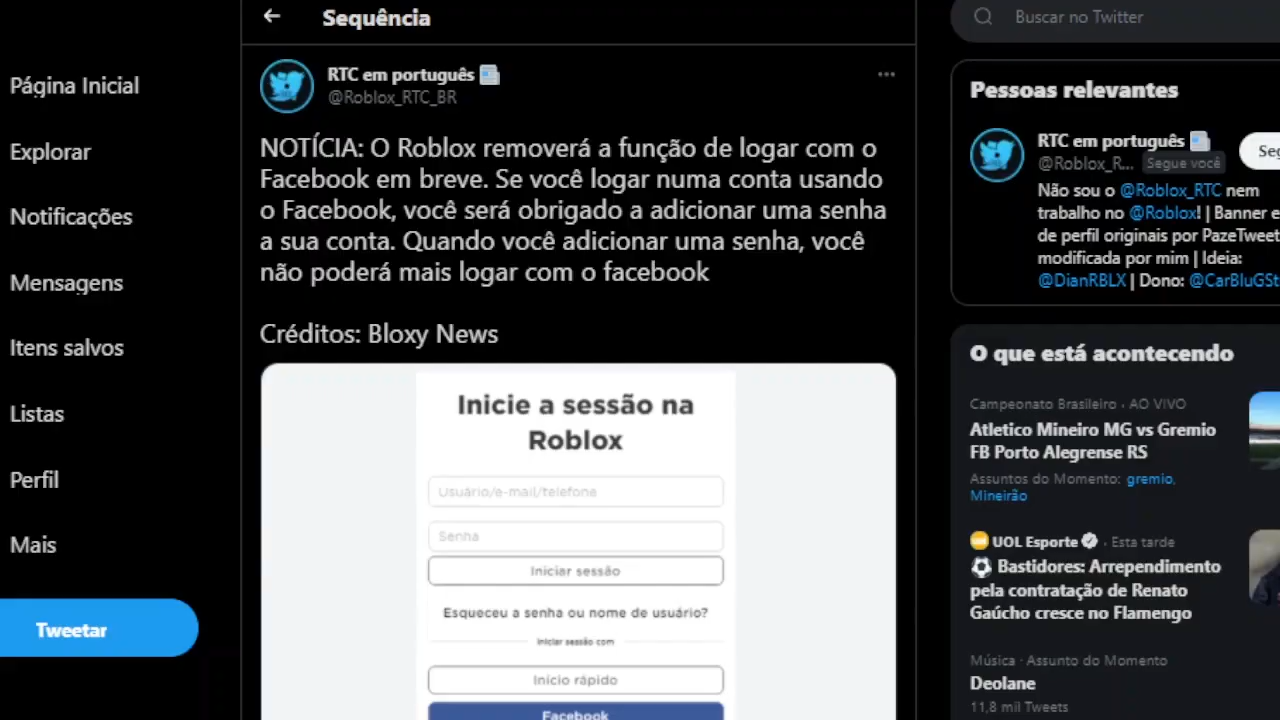 Sequência
Buscar no Twitter
Página Inicial
Explorar
Notificações
Mensagens
Itens salvos
Listas
Perfil
Mais
Tweetar
RTC em português
@Roblox_RTC_BR
NOTÍCIA: O Roblox removerá a função de logar com o
Facebook em breve. Se você logar numa conta usando
o Facebook, você será obrigado a adicionar uma senha
a sua conta. Quando você adicionar uma senha, você
não poderá mais logar com o facebook
Créditos: Bloxy News
Inicie a sessão na
Roblox
Usuário/e-mail/telefone
Senha
Iniciar sessão
Esqueceu a senha ou nome de usuário?
Iniciar sessão com
Início rápido
Facebook
Pessoas relevantes
RTC em português
@Roblox_R... Segue você
Seg
Não sou o @Roblox_RTC nem
trabalho no @Roblox! | Banner e
de perfil originais por PazeTweet
modificada por mim | Ideia:
@DianRBLX | Dono: @CarBluGSt
O que está acontecendo
Campeonato Brasileiro · AO VIVO
Atletico Mineiro MG vs Gremio
FB Porto Alegrense RS
Assuntos do Momento: gremio,
Mineirão
UOL Esporte · Esta tarde
Bastidores: Arrependimento
pela contratação de Renato
Gaúcho cresce no Flamengo
Música · Assunto do Momento
Deolane
11,8 mil Tweets